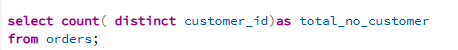 select count( distinct customer_id)as total_no_customer
from orders;